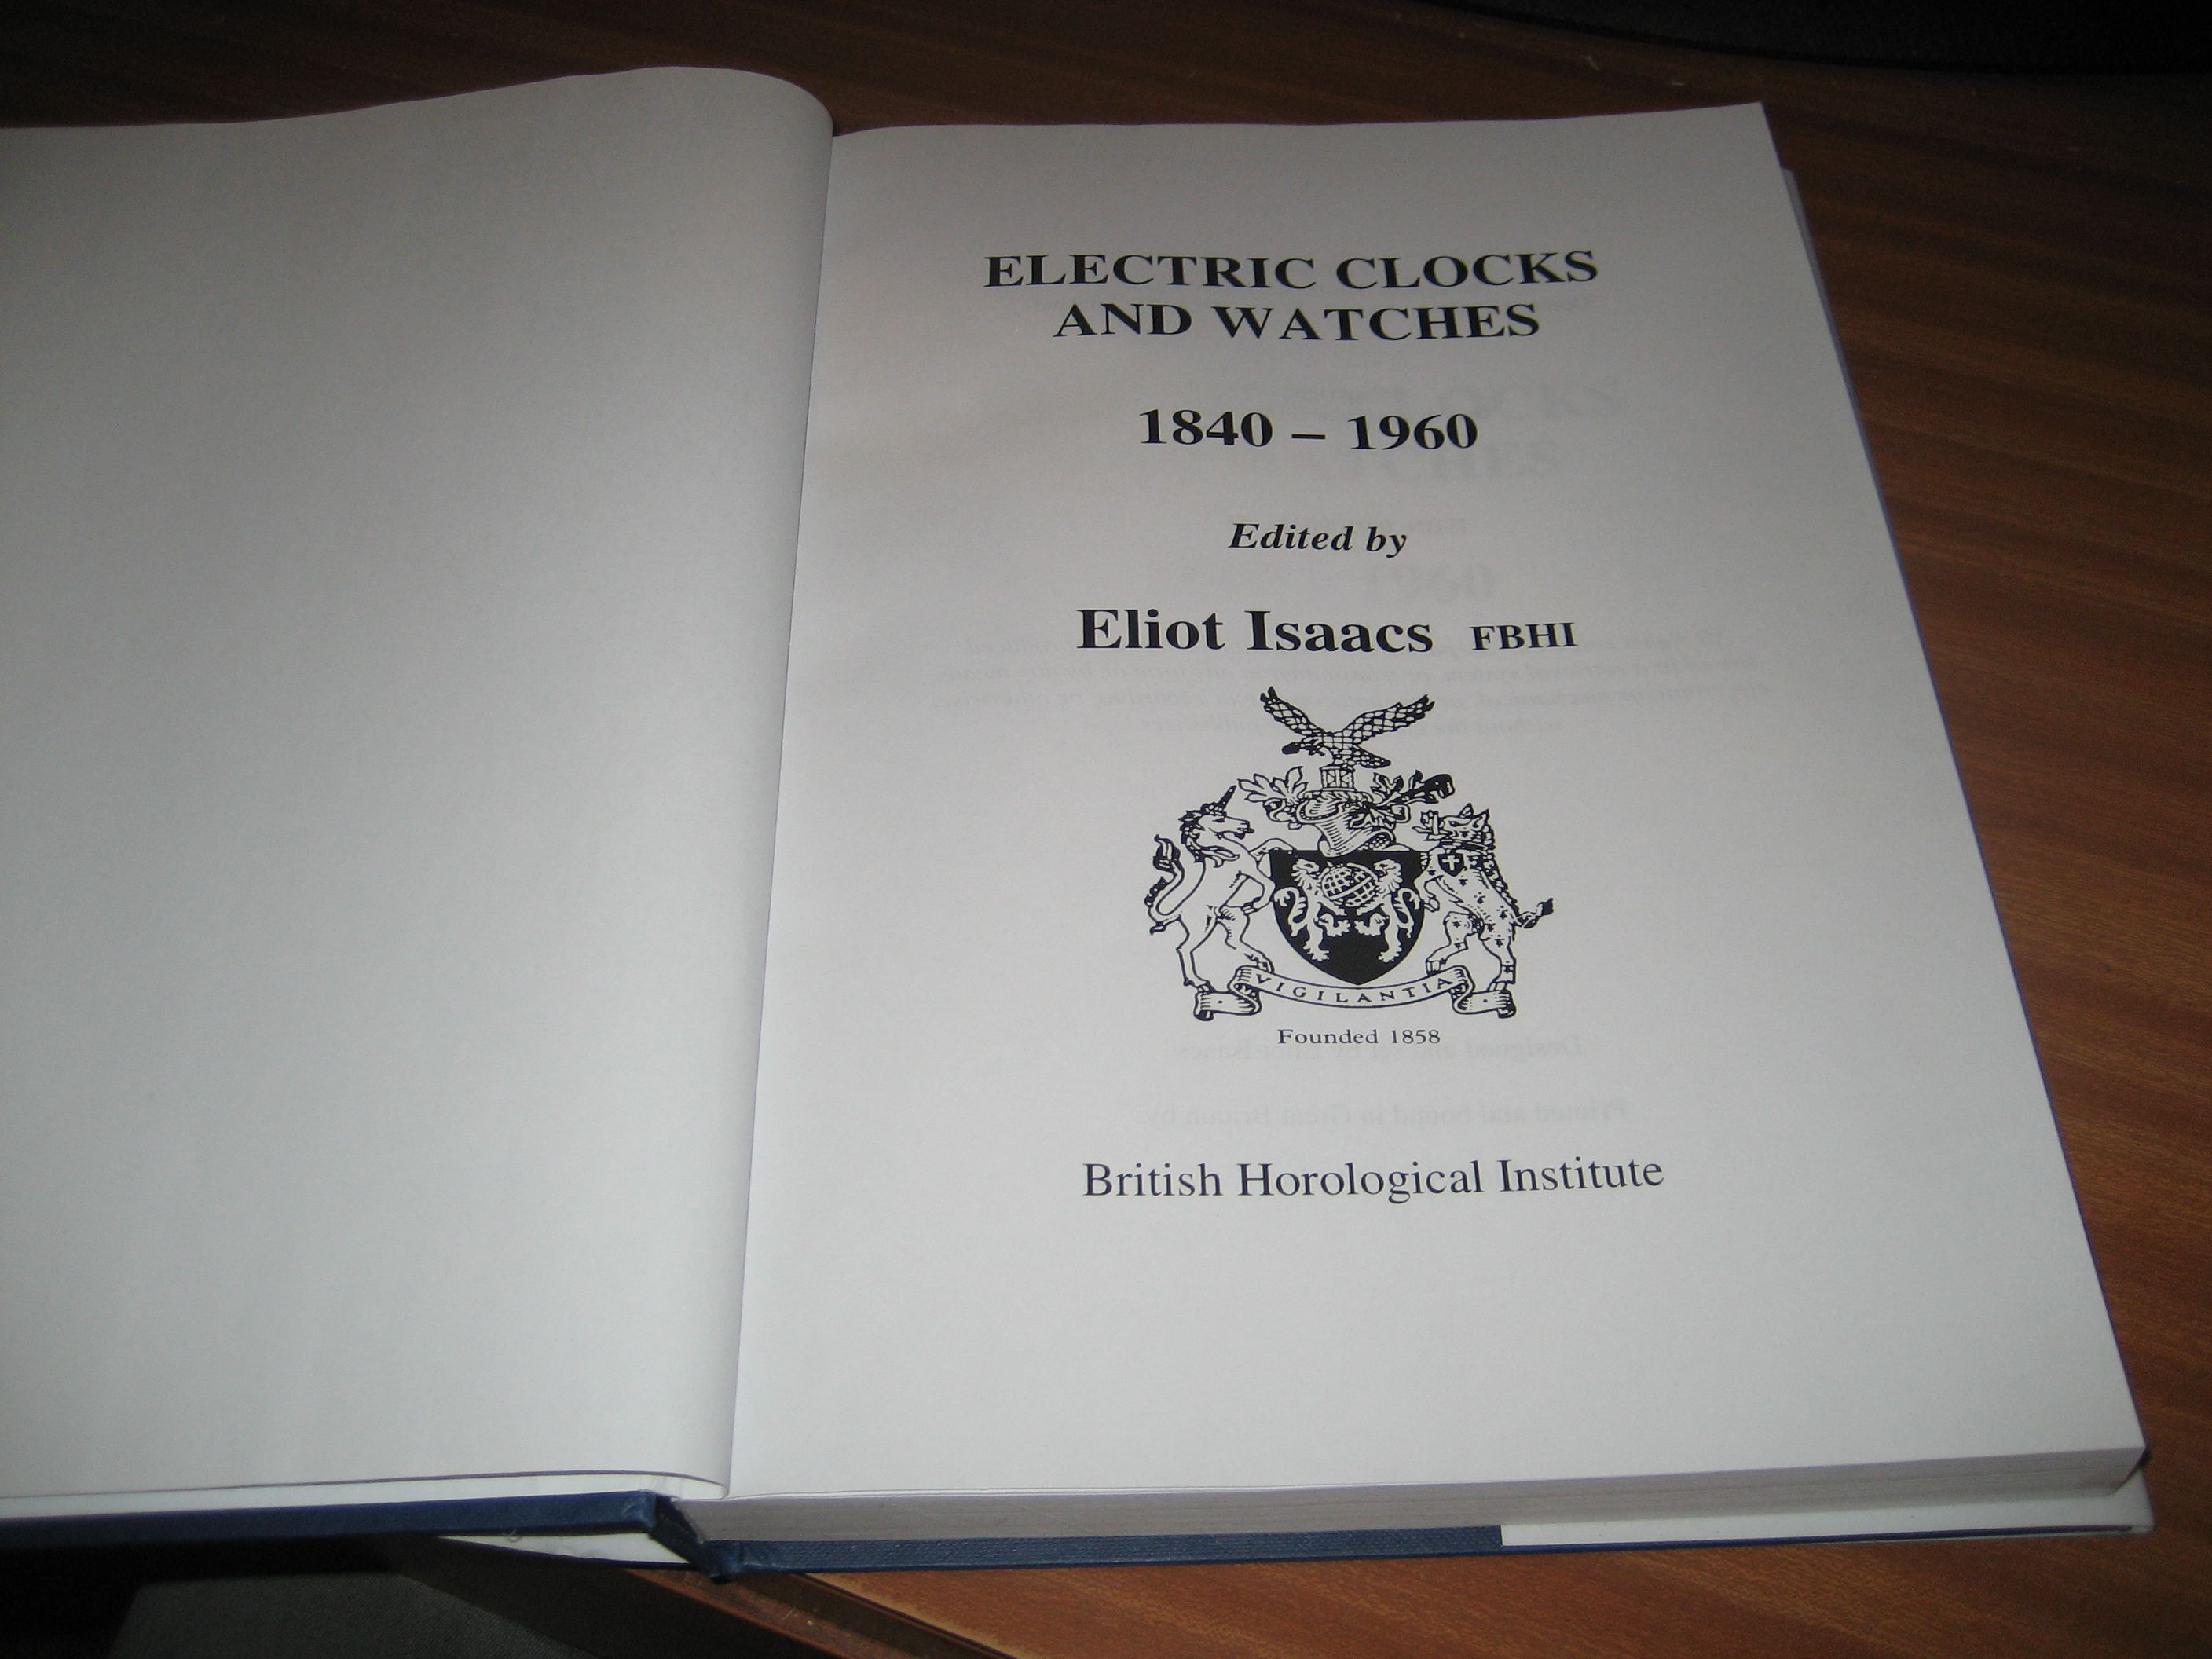 ELECTRIC CLOCKS
AND WATCHES
1840 – 1960
Edited by
Eliot Isaacs FBHI
VIGILANTIA
Founded 1858
British Horological Institute